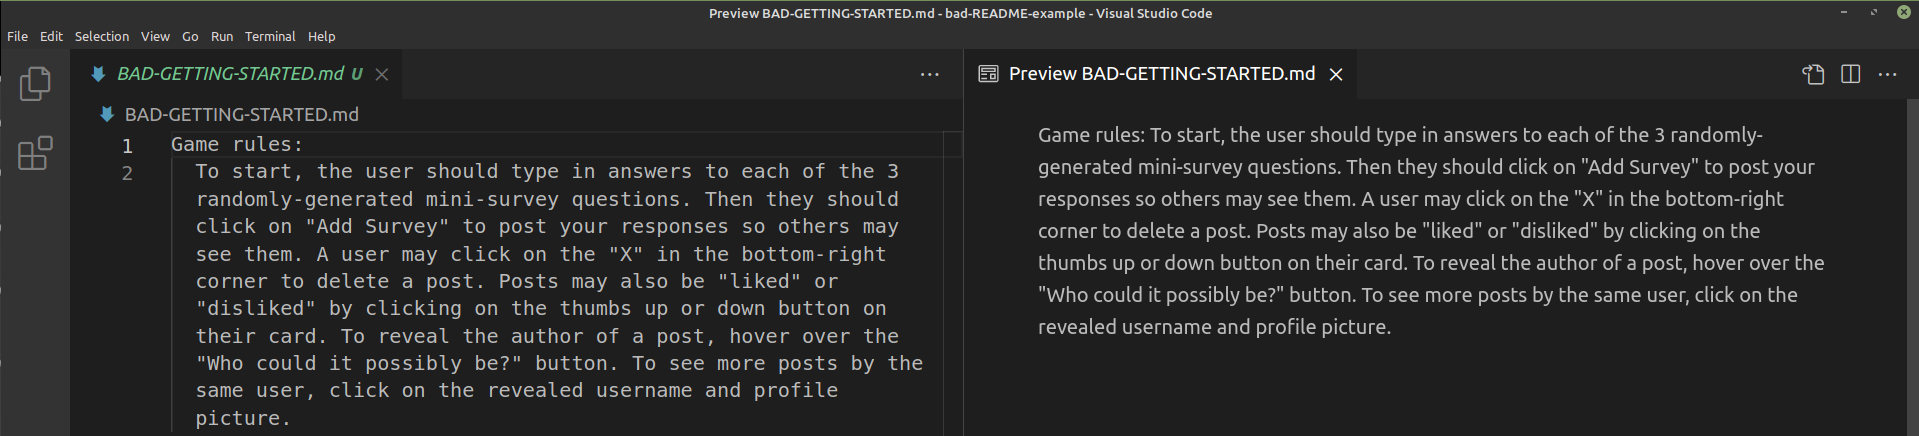 Preview BAD-GETTING-STARTED.md - bad-README-example - Visual Studio Code
File Edit Selection View Go Run Terminal Help
BAD-GETTING-STARTED.md U
BAD-GETTING-STARTED.md
1 Game rules:
2 To start, the user should type in answers to each of the 3
randomly-generated mini-survey questions. Then they should
click on "Add Survey" to post your responses so others may
see them. A user may click on the "X" in the bottom-right
corner to delete a post. Posts may also be "liked" or
"disliked" by clicking on the thumbs up or down button on
their card. To reveal the author of a post, hover over the
"Who could it possibly be?" button. To see more posts by the
same user, click on the revealed username and profile
picture.
Preview BAD-GETTING-STARTED.md
Game rules: To start, the user should type in answers to each of the 3 randomly-
generated mini-survey questions. Then they should click on "Add Survey" to post your
responses so others may see them. A user may click on the "X" in the bottom-right
corner to delete a post. Posts may also be "liked" or "disliked" by clicking on the
thumbs up or down button on their card. To reveal the author of a post, hover over the
"Who could it possibly be?" button. To see more posts by the same user, click on the
revealed username and profile picture.